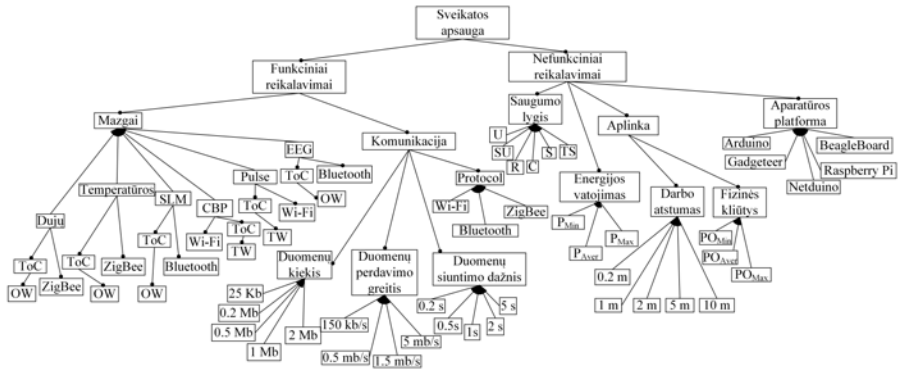 Sveikatos
apsauga
Funkciniai
reikalavimai
Nefunkciniai
reikalavimai
Mazgai
Komunikacija
Saugumo
lygis
Aplinka
Aparatūros
platforma
U
SU
R
C
S
TS
Arduino
Gadgeteer
Netduino
Raspberry Pi
BeagleBoard
EEG
ToC
Bluetooth
OW
Pulse
ToC
Wi-Fi
TW
Temperatūros
SLM
CBP
Wi-Fi
ToC
TW
Dujų
ToC
OW
ZigBee
ToC
OW
ZigBee
ToC
OW
Bluetooth
Protocol
Wi-Fi
Bluetooth
ZigBee
Energijos
vatojimas
PMin
PAver
PMax
Darbo
atstumas
Fizinės
kliūtys
POMin
POAver
POMax
0.2 m
1 m
2 m
5 m
10 m
Duomenų
kiekis
25 Kb
0.2 Mb
0.5 Mb
1 Mb
2 Mb
Duomenų
perdavimo
greitis
150 kb/s
0.5 mb/s
1.5 mb/s
5 mb/s
Duomenų
siuntimo dažnis
0.2 s
0.5s
1s
2 s
5 s